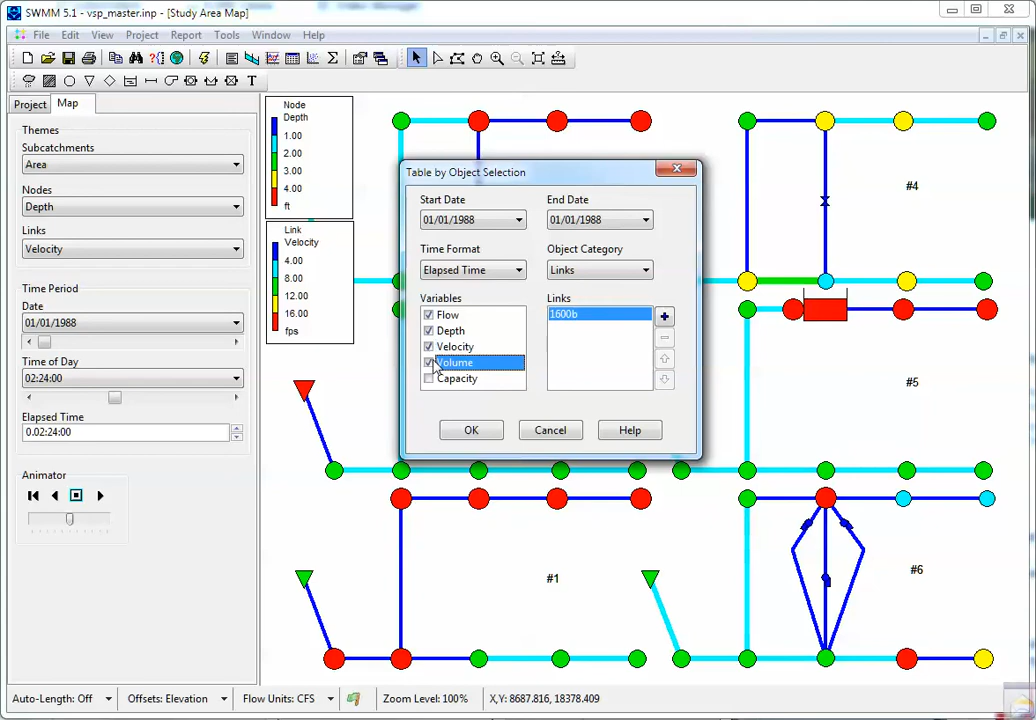 SWMM 5.1 - vsp_master.inp - [Study Area Map]
File Edit View Project Report Tools Window Help
Project Map
Themes
Subcatchments
Area
Nodes
Depth
Links
Velocity
Time Period
Date
01/01/1988
Time of Day
02:24:00
Elapsed Time
0.02:24:00
Animator
Node
Depth
1.00
2.00
3.00
4.00
ft
Link
Velocity
4.00
8.00
12.00
16.00
fps
#4
#5
#1
#6
Table by Object Selection
Start Date End Date
01/01/1988 01/01/1988
Time Format Object Category
Elapsed Time Links
Variables Links
Flow 1600b
Depth
Velocity
Volume
Capacity
OK Cancel Help
Auto-Length: Off Offsets: Elevation Flow Units: CFS Zoom Level: 100% X,Y: 8687.816, 18378.409